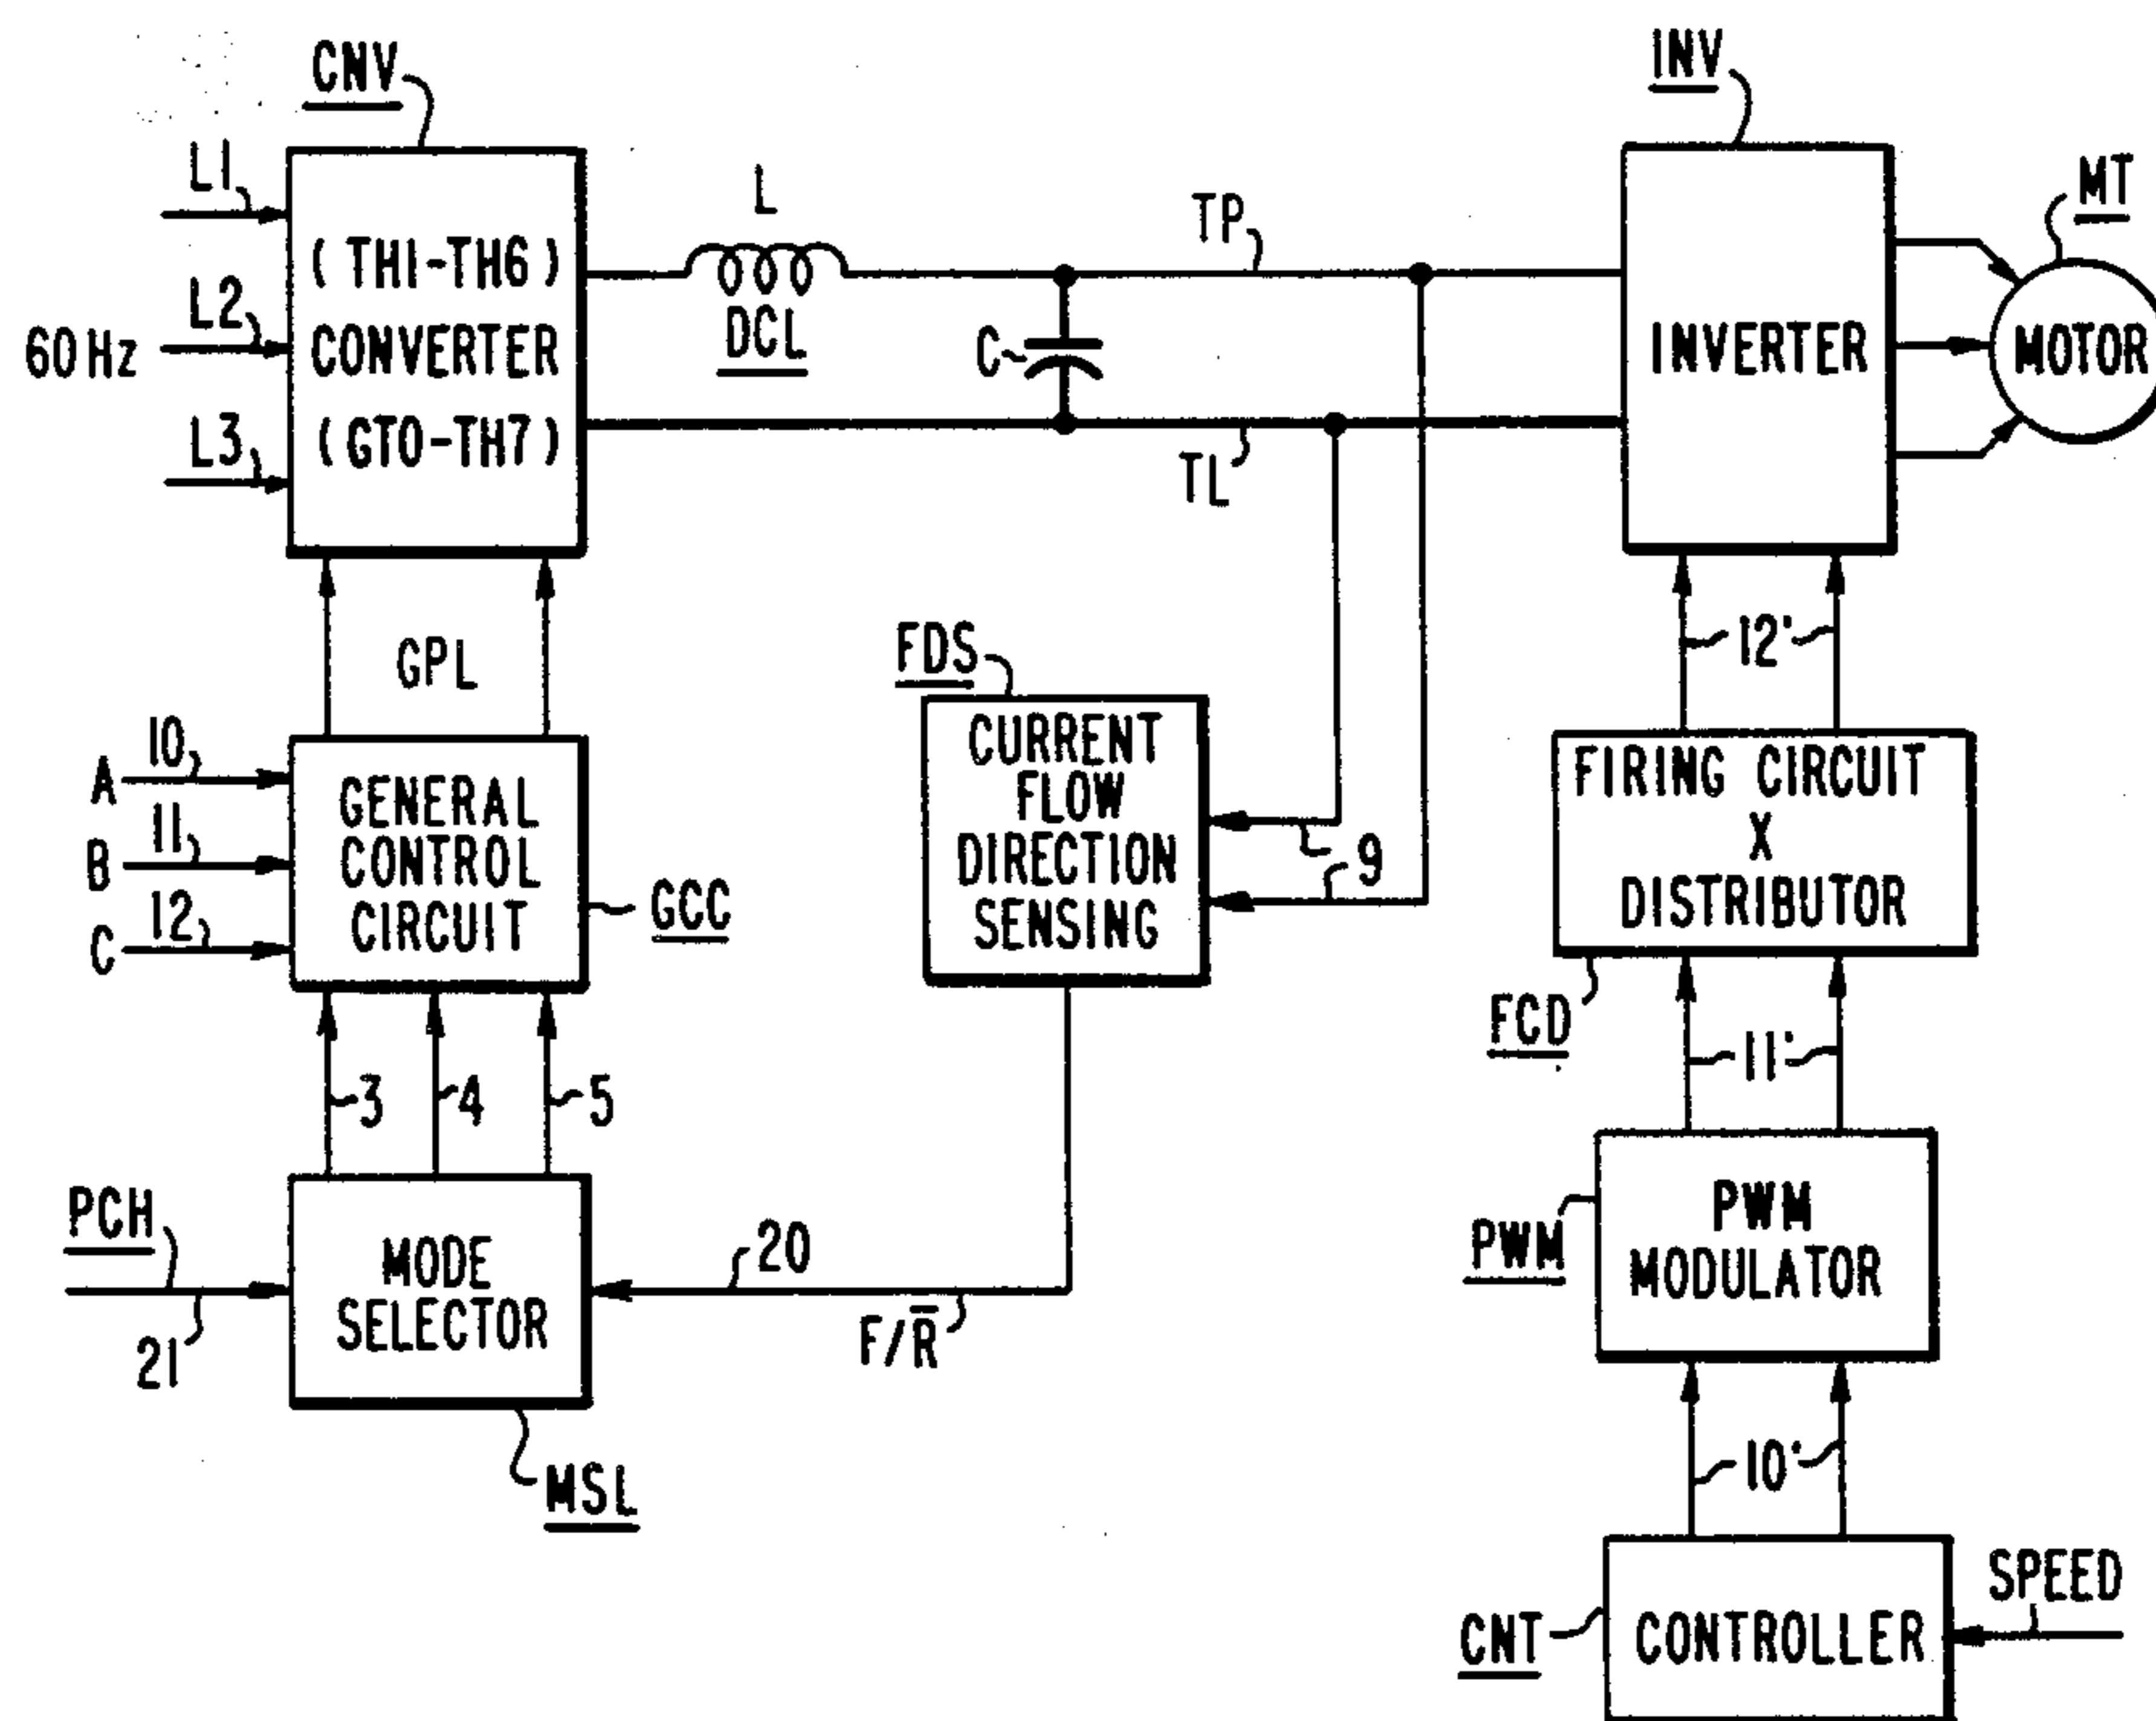 CNV
INV
L1
L
TP
MT
(TH1-TH6)
L2
60 Hz
CONVERTER
DCL
C
INVERTER
MOTOR
L3
(GTO-TH7)
TL
GPL
FDS
12'
A
10
GENERAL
CONTROL
CIRCUIT
B
11
C
12
GCC
CURRENT
FLOW
DIRECTION
SENSING
9
FIRING CIRCUIT
X
DISTRIBUTOR
FCD
11'
3
4
5
PCH
21
MODE
SELECTOR
20
F/R̅
MSL
PWM
PWM
MODULATOR
10'
CNT
CONTROLLER
SPEED